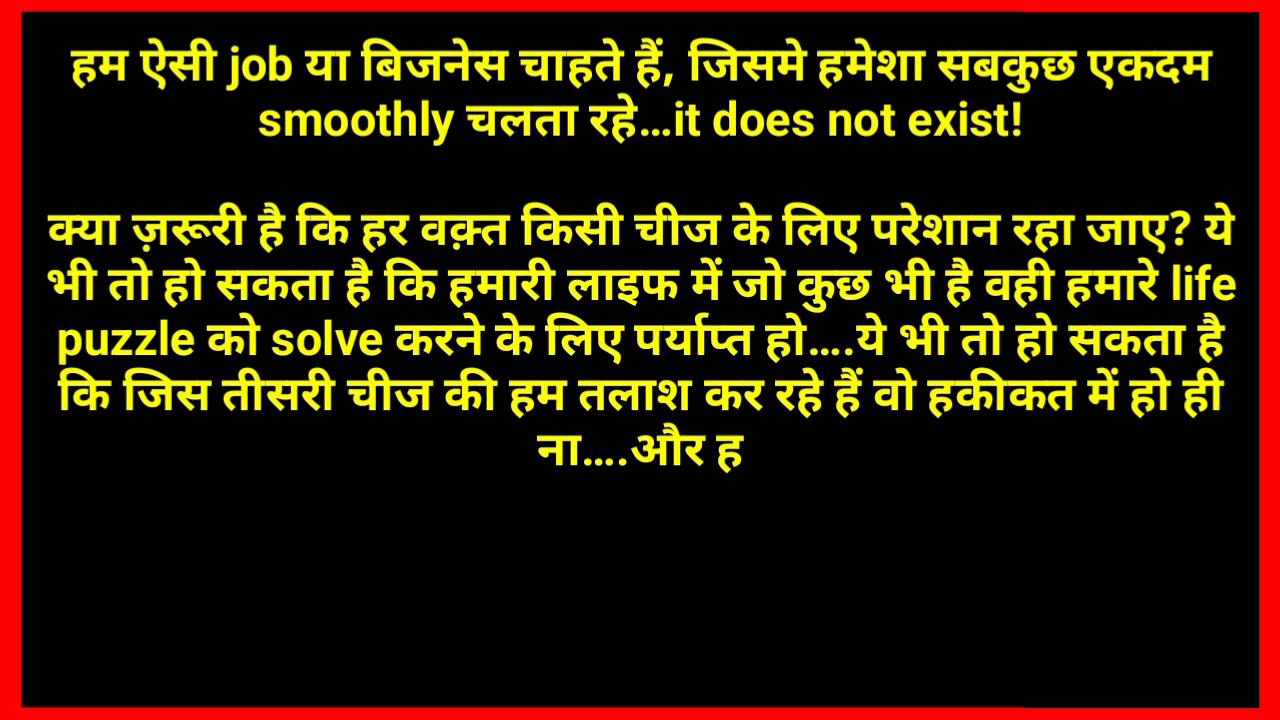 हम ऐसी job या बिजनेस चाहते हैं, जिसमे हमेशा सबकुछ एकदम
smoothly चलता रहे…it does not exist!
क्या ज़रूरी है कि हर वक़्त किसी चीज के लिए परेशान रहा जाए? ये
भी तो हो सकता है कि हमारी लाइफ में जो कुछ भी है वही हमारे life
puzzle को solve करने के लिए पर्याप्त हो….ये भी तो हो सकता है
कि जिस तीसरी चीज की हम तलाश कर रहे हैं वो हकीकत में हो ही
ना….और ह